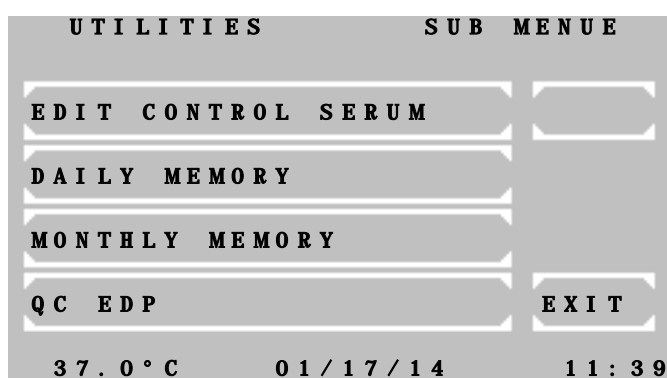 UTILITIES SUB MENUE
EDIT CONTROL SERUM
DAILY MEMORY
MONTHLY MEMORY
QC EDP
EXIT
37.0°C 01/17/14 11:39